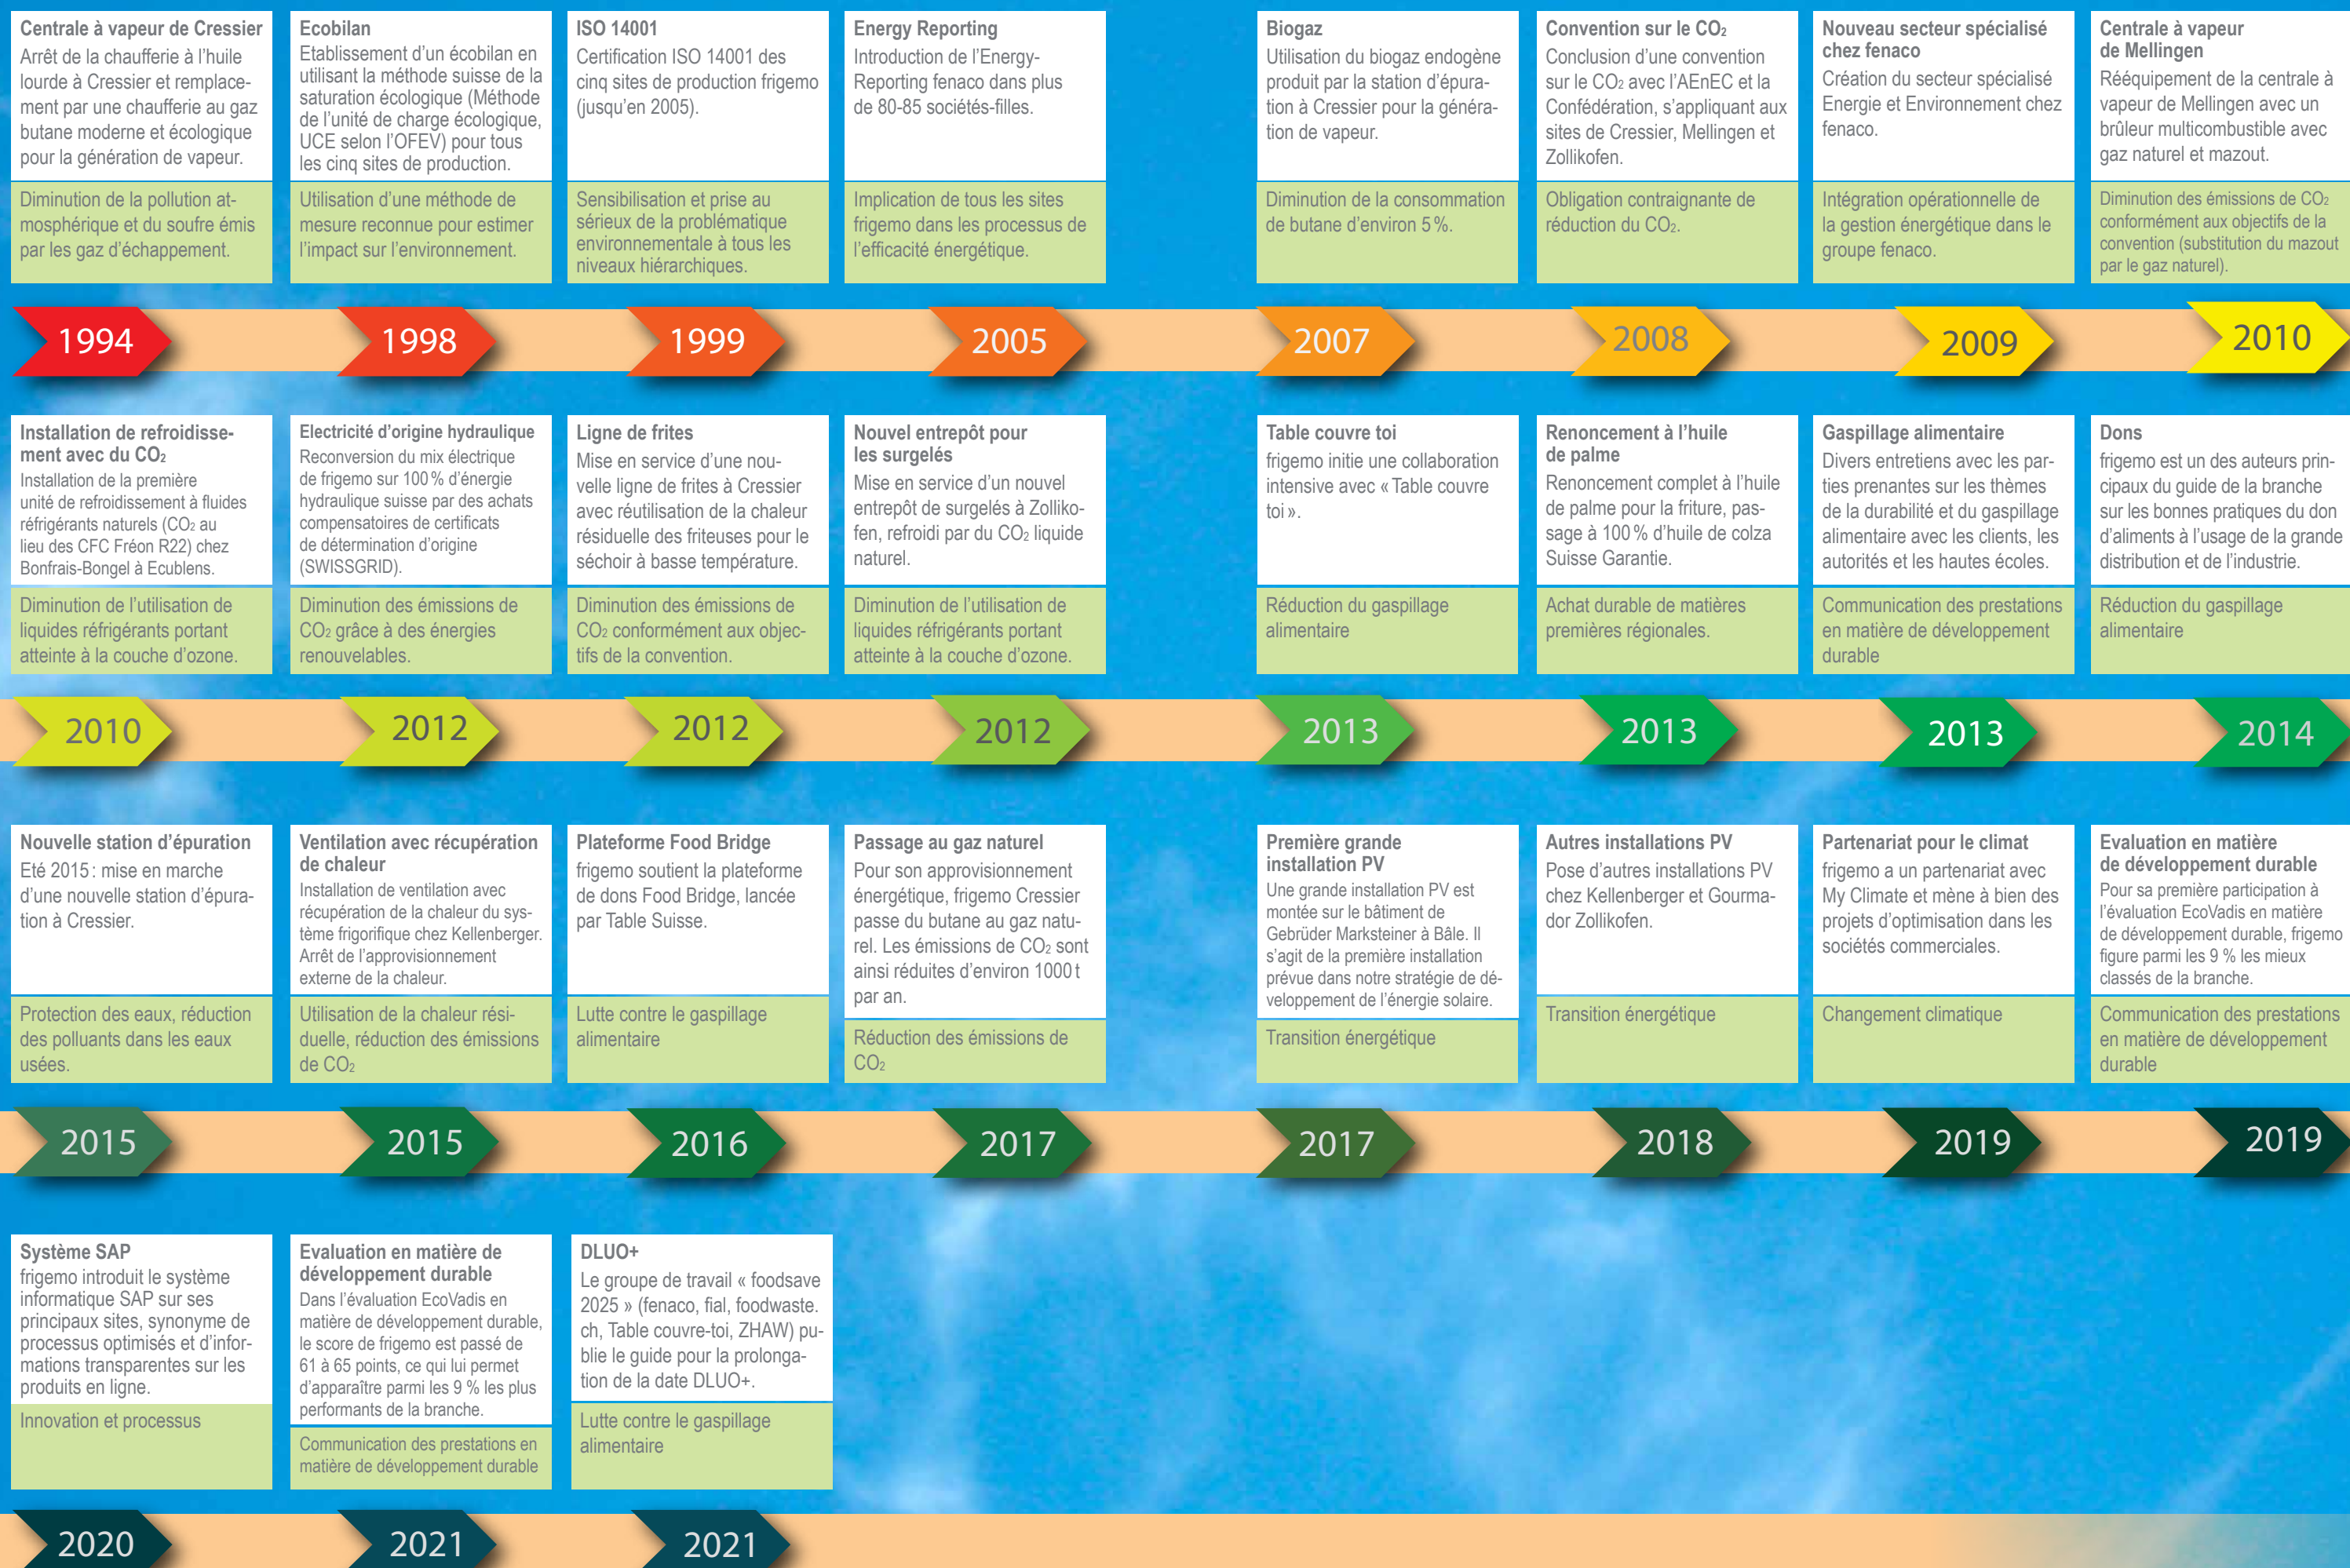 Centrale à vapeur de Cressier
Arrêt de la chaufferie à l'huile
lourde à Cressier et remplace-
ment par une chaufferie au gaz
butane moderne et écologique
pour la génération de vapeur.
Diminution de la pollution at-
mosphérique et du soufre émis
par les gaz d'échappement.
Ecobilan
Etablissement d'un écobilan en
utilisant la méthode suisse de la
saturation écologique (Méthode
de l'unité de charge écologique,
UCE selon l'OFEV) pour tous
les cinq sites de production.
Utilisation d'une méthode de
mesure reconnue pour estimer
l'impact sur l'environnement.
ISO 14001
Certification ISO 14001 des
cinq sites de production frigemo
(jusqu'en 2005).
Sensibilisation et prise au
sérieux de la problématique
environnementale à tous les
niveaux hiérarchiques.
Energy Reporting
Introduction de l'Energy-
Reporting fenaco dans plus
de 80-85 sociétés-filles.
Implication de tous les sites
frigemo dans les processus de
l'efficacité énergétique.
Biogaz
Utilisation du biogaz endogène
produit par la station d'épura-
tion à Cressier pour la généra-
tion de vapeur.
Diminution de la consommation
de butane d'environ 5 %.
Convention sur le CO₂
Conclusion d'une convention
sur le CO₂ avec l'AEnEC et la
Confédération, s'appliquant aux
sites de Cressier, Mellingen et
Zollikofen.
Obligation contraignante de
réduction du CO₂.
Nouveau secteur spécialisé
chez fenaco
Création du secteur spécialisé
Energie et Environnement chez
fenaco.
Intégration opérationnelle de
la gestion énergétique dans le
groupe fenaco.
Centrale à vapeur
de Mellingen
Rééquipement de la centrale à
vapeur de Mellingen avec un
brûleur multicombustible avec
gaz naturel et mazout.
Diminution des émissions de CO₂
conformément aux objectifs de la
convention (substitution du mazout
par le gaz naturel).
1994
1998
1999
2005
2007
2008
2009
2010
Installation de refroidisse-
ment avec du CO₂
Installation de la première
unité de refroidissement à fluides
réfrigérants naturels (CO₂ au
lieu des CFC Fréon R22) chez
Bonfrais-Bongel à Ecublens.
Diminution de l'utilisation de
liquides réfrigérants portant
atteinte à la couche d'ozone.
Electricité d'origine hydraulique
Reconversion du mix électrique
de frigemo sur 100 % d'énergie
hydraulique suisse par des achats
compensatoires de certificats
de détermination d'origine
(SWISSGRID).
Diminution des émissions de
CO₂ grâce à des énergies
renouvelables.
Ligne de frites
Mise en service d'une nou-
velle ligne de frites à Cressier
avec réutilisation de la chaleur
résiduelle des friteuses pour le
séchoir à basse température.
Diminution des émissions de
CO₂ conformément aux objec-
tifs de la convention.
Nouvel entrepôt pour
les surgelés
Mise en service d'un nouvel
entrepôt de surgelés à Zolliko-
fen, refroidi par du CO₂ liquide
naturel.
Diminution de l'utilisation de
liquides réfrigérants portant
atteinte à la couche d'ozone.
Table couvre toi
frigemo initie une collaboration
intensive avec « Table couvre
toi ».
Réduction du gaspillage
alimentaire
Renoncement à l'huile
de palme
Renoncement complet à l'huile
de palme pour la friture, pas-
sage à 100 % d'huile de colza
Suisse Garantie.
Achat durable de matières
premières régionales.
Gaspillage alimentaire
Divers entretiens avec les par-
ties prenantes sur les thèmes
de la durabilité et du gaspillage
alimentaire avec les clients, les
autorités et les hautes écoles.
Communication des prestations
en matière de développement
durable
Dons
frigemo est un des auteurs prin-
cipaux du guide de la branche
sur les bonnes pratiques du don
d'aliments à l'usage de la grande
distribution et de l'industrie.
Réduction du gaspillage
alimentaire
2010
2012
2012
2012
2013
2013
2013
2014
Nouvelle station d'épuration
Eté 2015 : mise en marche
d'une nouvelle station d'épura-
tion à Cressier.
Protection des eaux, réduction
des polluants dans les eaux
usées.
Ventilation avec récupération
de chaleur
Installation de ventilation avec
récupération de la chaleur du sys-
tème frigorifique chez Kellenberger.
Arrêt de l'approvisionnement
externe de la chaleur.
Utilisation de la chaleur rési-
duelle, réduction des émissions
de CO₂
Plateforme Food Bridge
frigemo soutient la plateforme
de dons Food Bridge, lancée
par Table Suisse.
Lutte contre le gaspillage
alimentaire
Passage au gaz naturel
Pour son approvisionnement
énergétique, frigemo Cressier
passe du butane au gaz natu-
rel. Les émissions de CO₂ sont
ainsi réduites d'environ 1000 t
par an.
Réduction des émissions de
CO₂
Première grande
installation PV
Une grande installation PV est
montée sur le bâtiment de
Gebrüder Marksteiner à Bâle. Il
s'agit de la première installation
prévue dans notre stratégie de dé-
veloppement de l'énergie solaire.
Transition énergétique
Autres installations PV
Pose d'autres installations PV
chez Kellenberger et Gourma-
dor Zollikofen.
Transition énergétique
Partenariat pour le climat
frigemo a un partenariat avec
My Climate et mène à bien des
projets d'optimisation dans les
sociétés commerciales.
Changement climatique
Evaluation en matière
de développement durable
Pour sa première participation à
l'évaluation EcoVadis en matière
de développement durable, frigemo
figure parmi les 9 % les mieux
classés de la branche.
Communication des prestations
en matière de développement
durable
2015
2015
2016
2017
2017
2018
2019
2019
Système SAP
frigemo introduit le système
informatique SAP sur ses
principaux sites, synonyme de
processus optimisés et d'infor-
mations transparentes sur les
produits en ligne.
Innovation et processus
Evaluation en matière de
développement durable
Dans l'évaluation EcoVadis en
matière de développement durable,
le score de frigemo est passé de
61 à 65 points, ce qui lui permet
d'apparaître parmi les 9 % les plus
performants de la branche.
Communication des prestations en
matière de développement durable
DLUO+
Le groupe de travail « foodsave
2025 » (fenaco, fial, foodwaste.
ch, Table couvre-toi, ZHAW) pu-
blie le guide pour la prolonga-
tion de la date DLUO+.
Lutte contre le gaspillage
alimentaire
2020
2021
2021